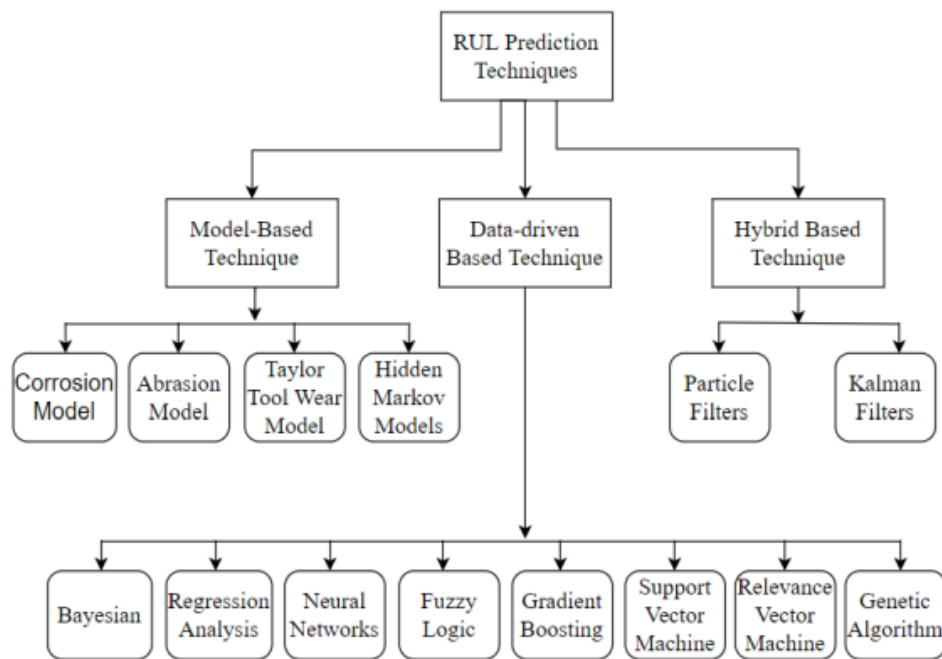 RUL Prediction
Techniques
Model-Based
Technique
Data-driven
Based Technique
Hybrid Based
Technique
Corrosion
Model
Abrasion
Model
Taylor
Tool Wear
Model
Hidden
Markov
Models
Particle
Filters
Kalman
Filters
Bayesian
Regression
Analysis
Neural
Networks
Fuzzy
Logic
Gradient
Boosting
Support
Vector
Machine
Relevance
Vector
Machine
Genetic
Algorithm